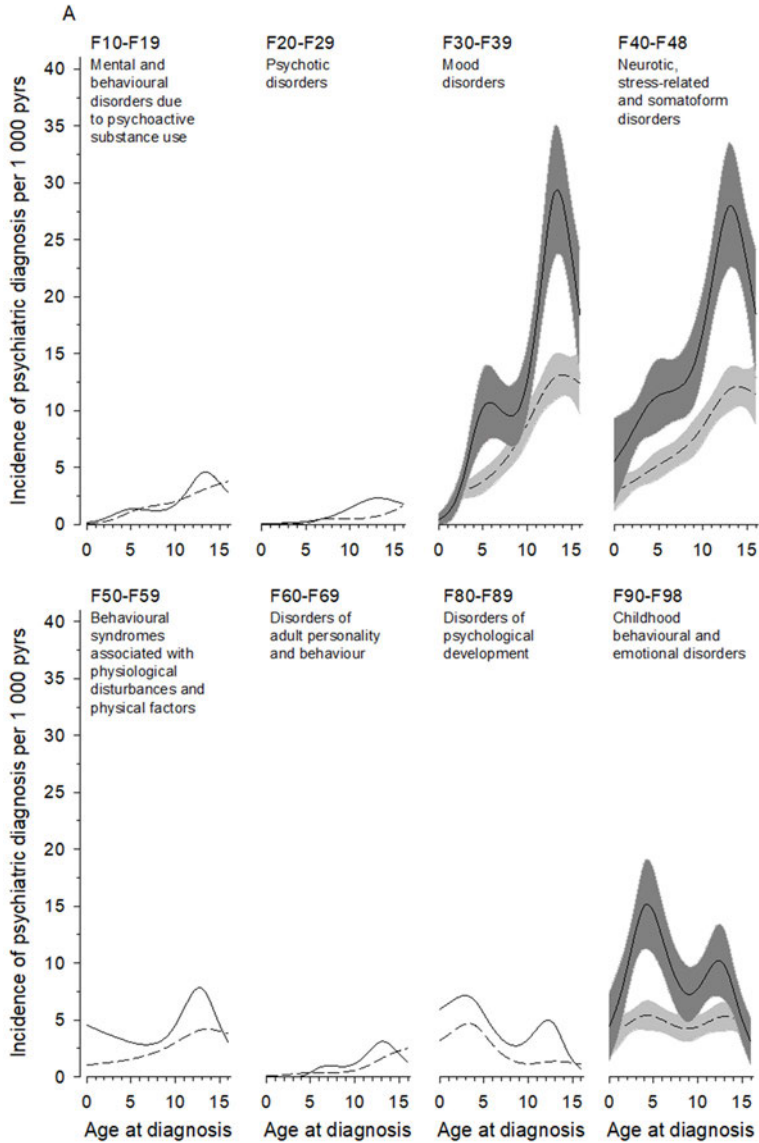 A
F10-F19
Mental and
behavioural
disorders due
to psychoactive
substance use
F20-F29
Psychotic
disorders
F30-F39
Mood
disorders
F40-F48
Neurotic,
stress-related
and somatoform
disorders
Incidence of psychiatric diagnosis per 1 000 pyrs
40
35
30
25
20
15
10
5
0
0 5 10 15
0 5 10 15
0 5 10 15
0 5 10 15
F50-F59
Behavioural
syndromes
associated with
physiological
disturbances and
physical factors
F60-F69
Disorders of
adult personality
and behaviour
F80-F89
Disorders of
psychological
development
F90-F98
Childhood
behavioural and
emotional disorders
Incidence of psychiatric diagnosis per 1 000 pyrs
40
35
30
25
20
15
10
5
0
0 5 10 15
0 5 10 15
0 5 10 15
0 5 10 15
Age at diagnosis
Age at diagnosis
Age at diagnosis
Age at diagnosis